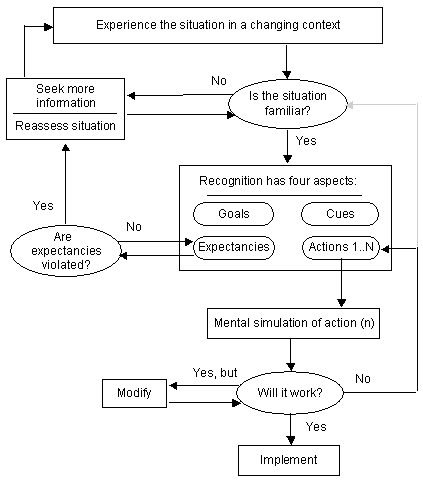 Experience the situation in a changing context
No
Seek more
information
Reassess situation
Is the situation
familiar?
Yes
Recognition has four aspects:
Goals
Cues
Expectancies
Actions 1..N
Yes
No
Are
expectancies
violated?
Mental simulation of action (n)
Yes, but
Modify
Will it work?
No
Yes
Implement